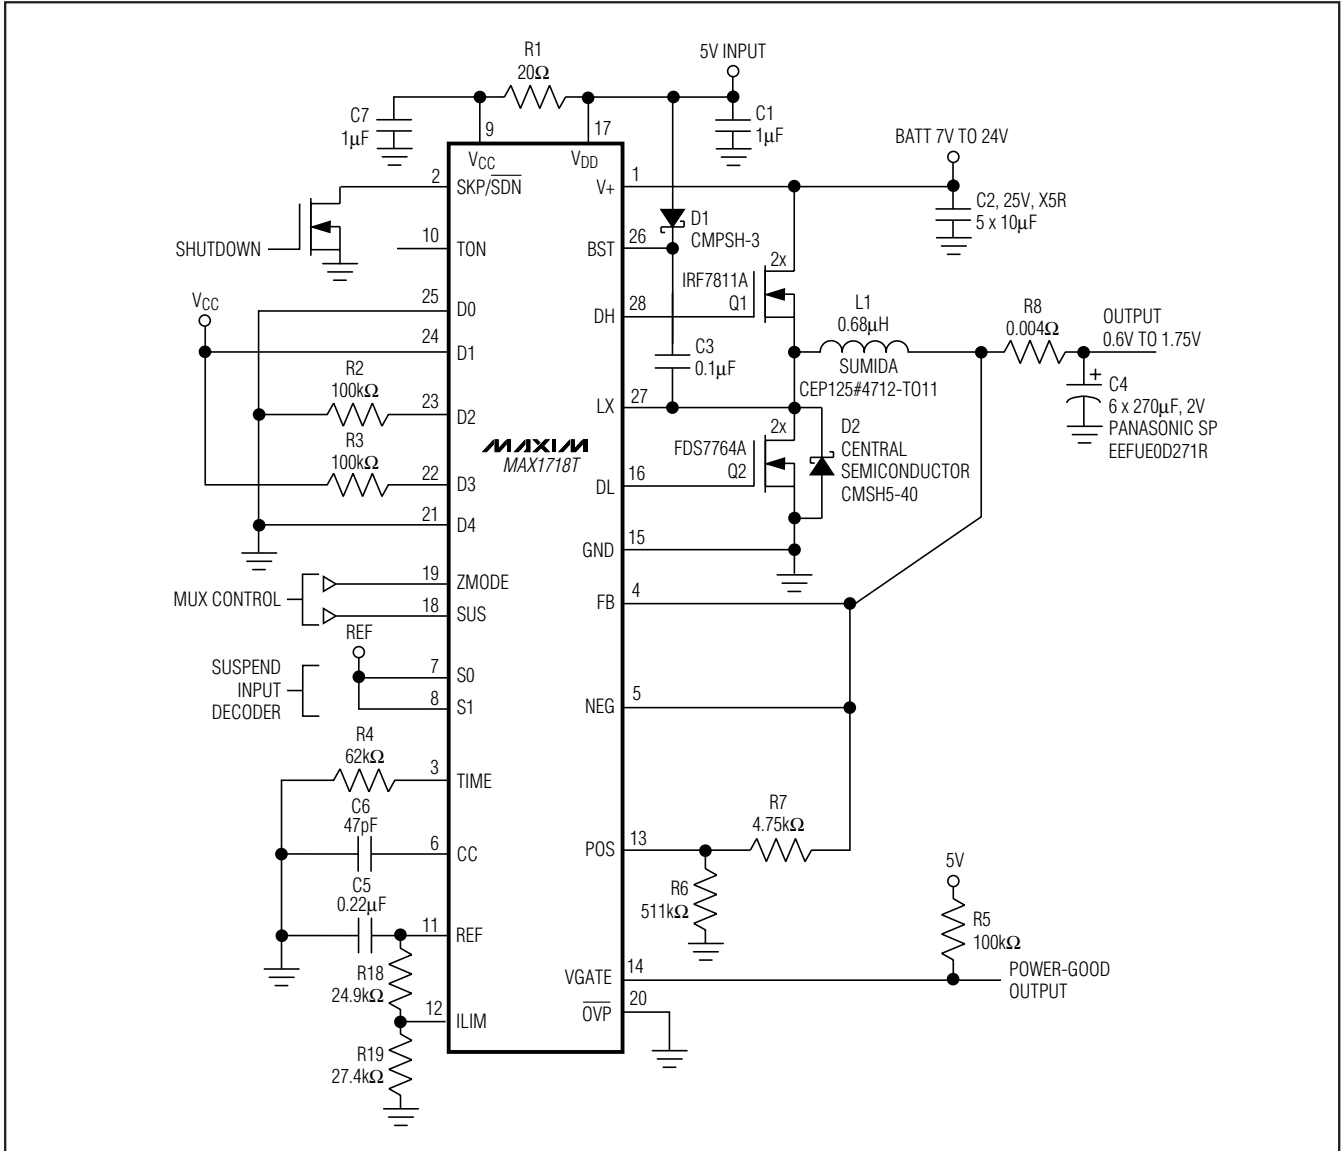 R1
20Ω
5V INPUT
C7
1µF
9
17
C1
1µF
BATT 7V TO 24V
VCC
VDD
2
SKP/SDN
V+
1
C2, 25V, X5R
5 x 10µF
SHUTDOWN
10
TON
D1
CMPSH-3
BST
26
2x
IRF7811A
Q1
VCC
25
D0
DH
28
L1
0.68µH
SUMIDA
CEP125#4712-TO11
R8
0.004Ω
OUTPUT
0.6V TO 1.75V
24
D1
C3
0.1µF
C4
6 x 270µF, 2V
PANASONIC SP
EEFUE0D271R
+
R2
100kΩ
23
D2
LX
27
2x
FDS7764A
Q2
D2
CENTRAL
SEMICONDUCTOR
CMSH5-40
MAXIM
MAX1718T
R3
100kΩ
22
D3
DL
16
21
D4
GND
15
MUX CONTROL
19
ZMODE
18
SUS
FB
4
REF
SUSPEND
INPUT
DECODER
7
S0
8
S1
NEG
5
R4
62kΩ
3
TIME
C6
47pF
6
CC
R7
4.75kΩ
POS
13
R6
511kΩ
5V
R5
100kΩ
C5
0.22µF
11
REF
R18
24.9kΩ
VGATE
14
POWER-GOOD
OUTPUT
12
ILIM
OVP
20
R19
27.4kΩ